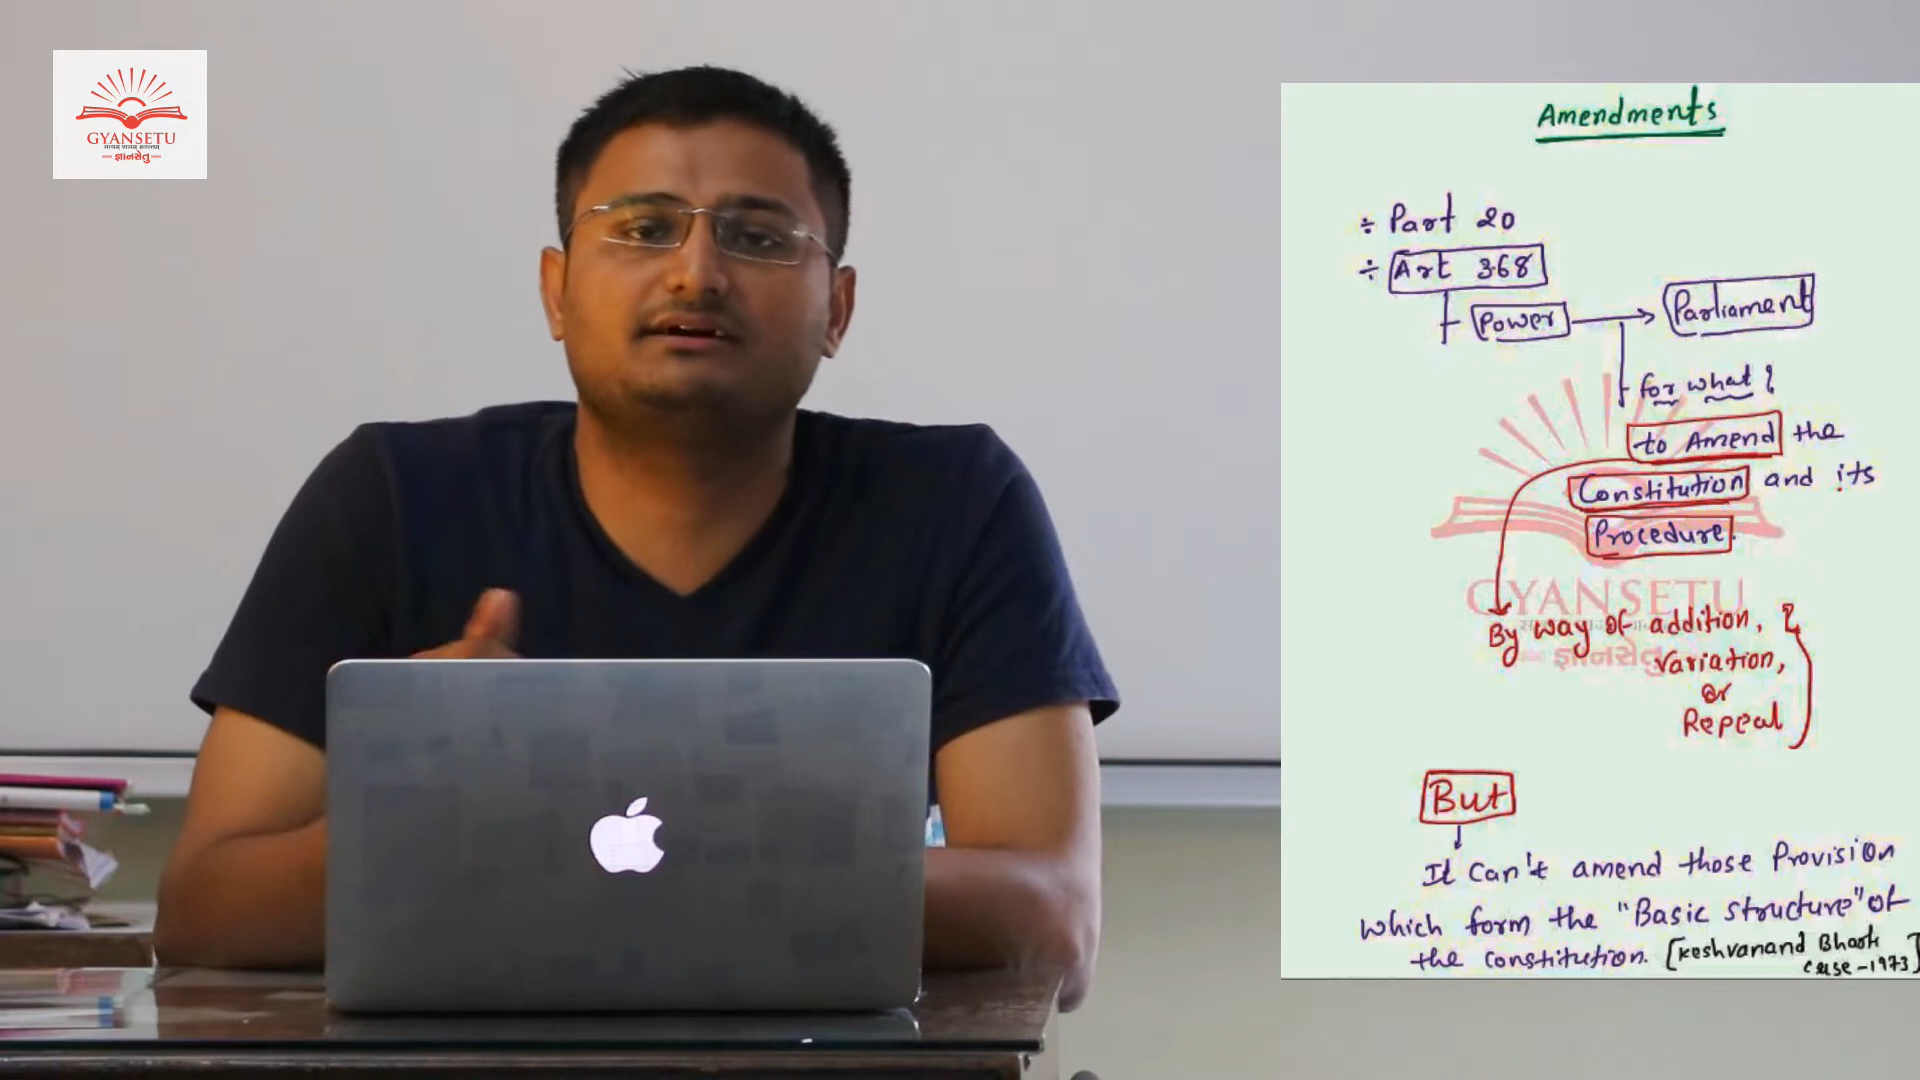 GYANSETU
ज्ञानसेतु
Amendments
÷ Part 20
÷ Art 368
Power → Parliament
for what?
to Amend the
Constitution and its
Procedure.
GYANSETU
By way of addition,
જ્ઞાનસેતુ
variation,
or
Repeal
But
It Can't amend those Provision
Which form the "Basic structure" of
the constitution. [Keshvanand
case-1973]